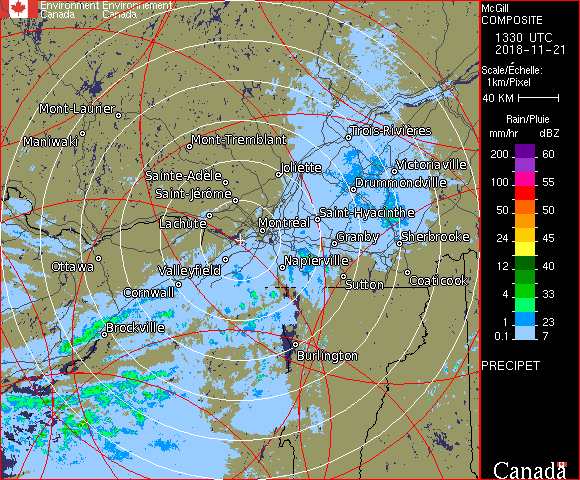 Environment Environnement
Canada Canada
McGill
COMPOSITE
1330 UTC
2018-11-21
Scale/Échelle:
1km/Pixel
40 KM
Rain/Pluie
mm/hr dBZ
200 60
100 55
50 50
24 45
12 40
4 33
1 23
0.1 7
PRECIPET
Canada
Mont-Laurier
Maniwaki
Mont-Tremblant
Trois-Rivières
Joliette
Victoriaville
Sainte-Adèle
Drummondville
Saint-Jérôme
Lachute
Saint-Hyacinthe
Montréal
Granby
Sherbrooke
Ottawa
Valleyfield
Napierville
Cornwall
Sutton
Coaticook
Brockville
Burlington